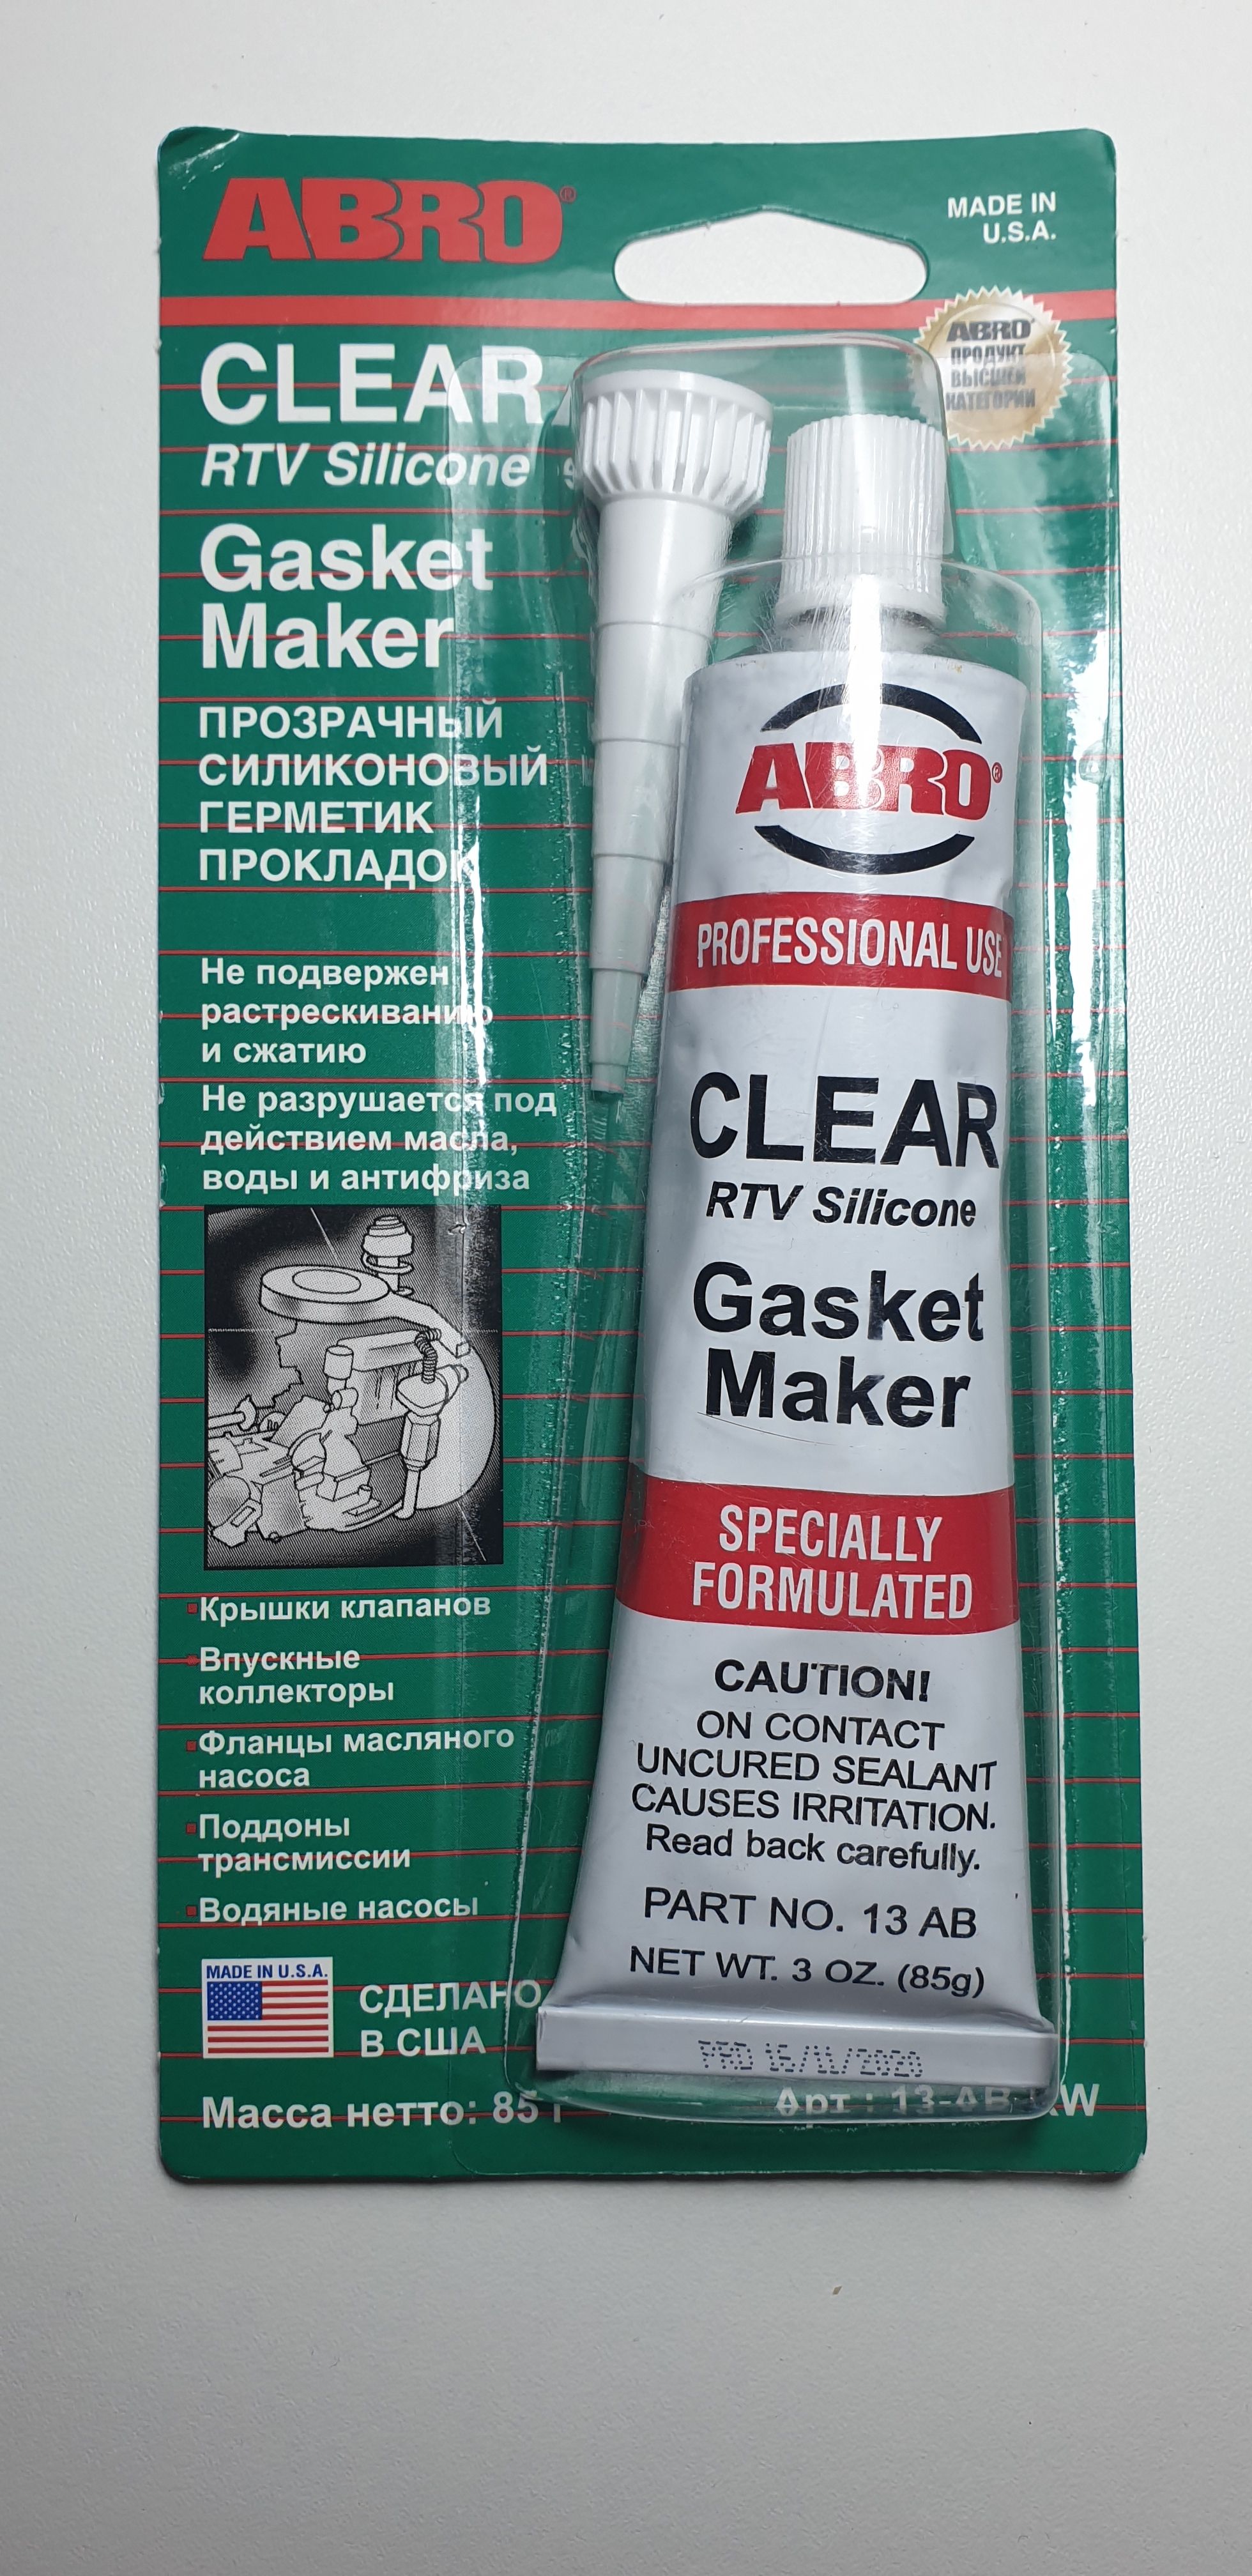 ABRO®
MADE IN
U.S.A.
ABRO
ПРОДУКТ
ВЫСШЕЙ
КАТЕГОРИИ
CLEAR
RTV Silicone
Gasket
Maker
ПРОЗРАЧНЫЙ
СИЛИКОНОВЫЙ
ГЕРМЕТИК
ПРОКЛАДОК
Не подвержен
растрескиванию
и сжатию
Не разрушается под
действием масла,
воды и антифриза
Крышки клапанов
Впускные
коллекторы
Фланцы масляного
насоса
Поддоны
трансмиссии
Водяные насосы
MADE IN U.S.A.
СДЕЛАНО
В США
Масса нетто: 85 г
Арт.: 13-AB
ABRO®
PROFESSIONAL USE
CLEAR
RTV Silicone
Gasket
Maker
SPECIALLY
FORMULATED
CAUTION!
ON CONTACT
UNCURED SEALANT
CAUSES IRRITATION.
Read back carefully.
PART NO. 13 AB
NET WT. 3 OZ. (85g)
PRD 16/11/2020